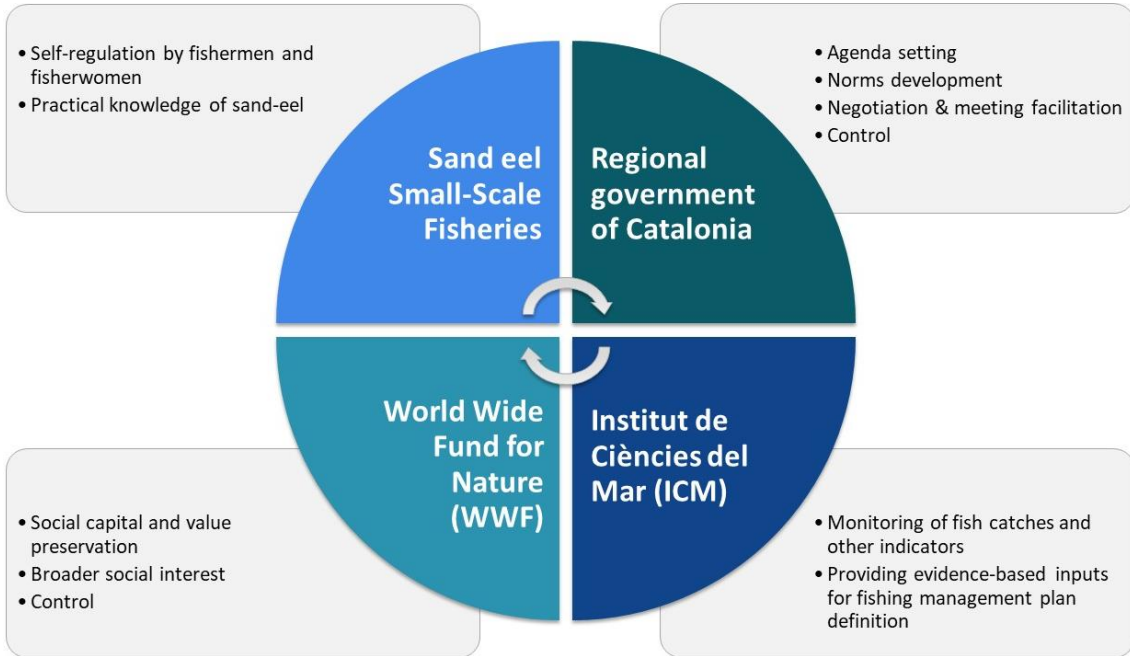 • Self-regulation by fishermen and
fisherwomen
• Practical knowledge of sand-eel
• Agenda setting
• Norms development
• Negotiation & meeting facilitation
• Control
Sand eel
Small-Scale
Fisheries
Regional
government
of Catalonia
World Wide
Fund for
Nature
(WWF)
Institut de
Ciències del
Mar (ICM)
• Social capital and value
preservation
• Broader social interest
• Control
• Monitoring of fish catches and
other indicators
• Providing evidence-based inputs
for fishing management plan
definition